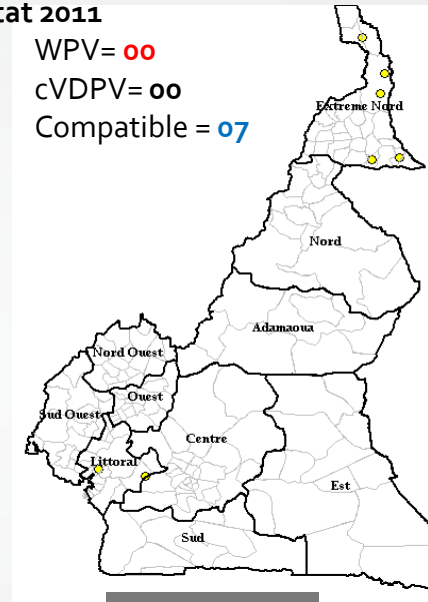 tat 2011
WPV= 00
cVDPV= 00
Compatible = 07
Extreme Nord
Nord
Adamaoua
Nord Ouest
Ouest
Sud Ouest
Centre
Littoral
Est
Sud